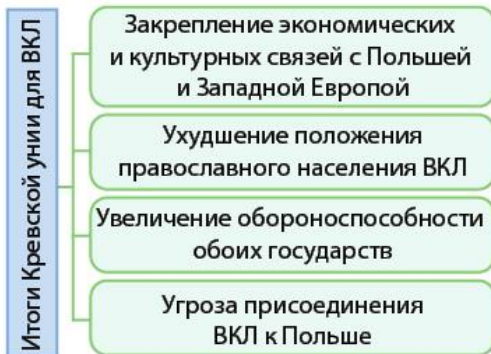 Итоги Кревской унии для ВКЛ
Закрепление экономических
и культурных связей с Польшей
и Западной Европой
Ухудшение положения
православного населения ВКЛ
Увеличение обороноспособности
обоих государств
Угроза присоединения
ВКЛ к Польше